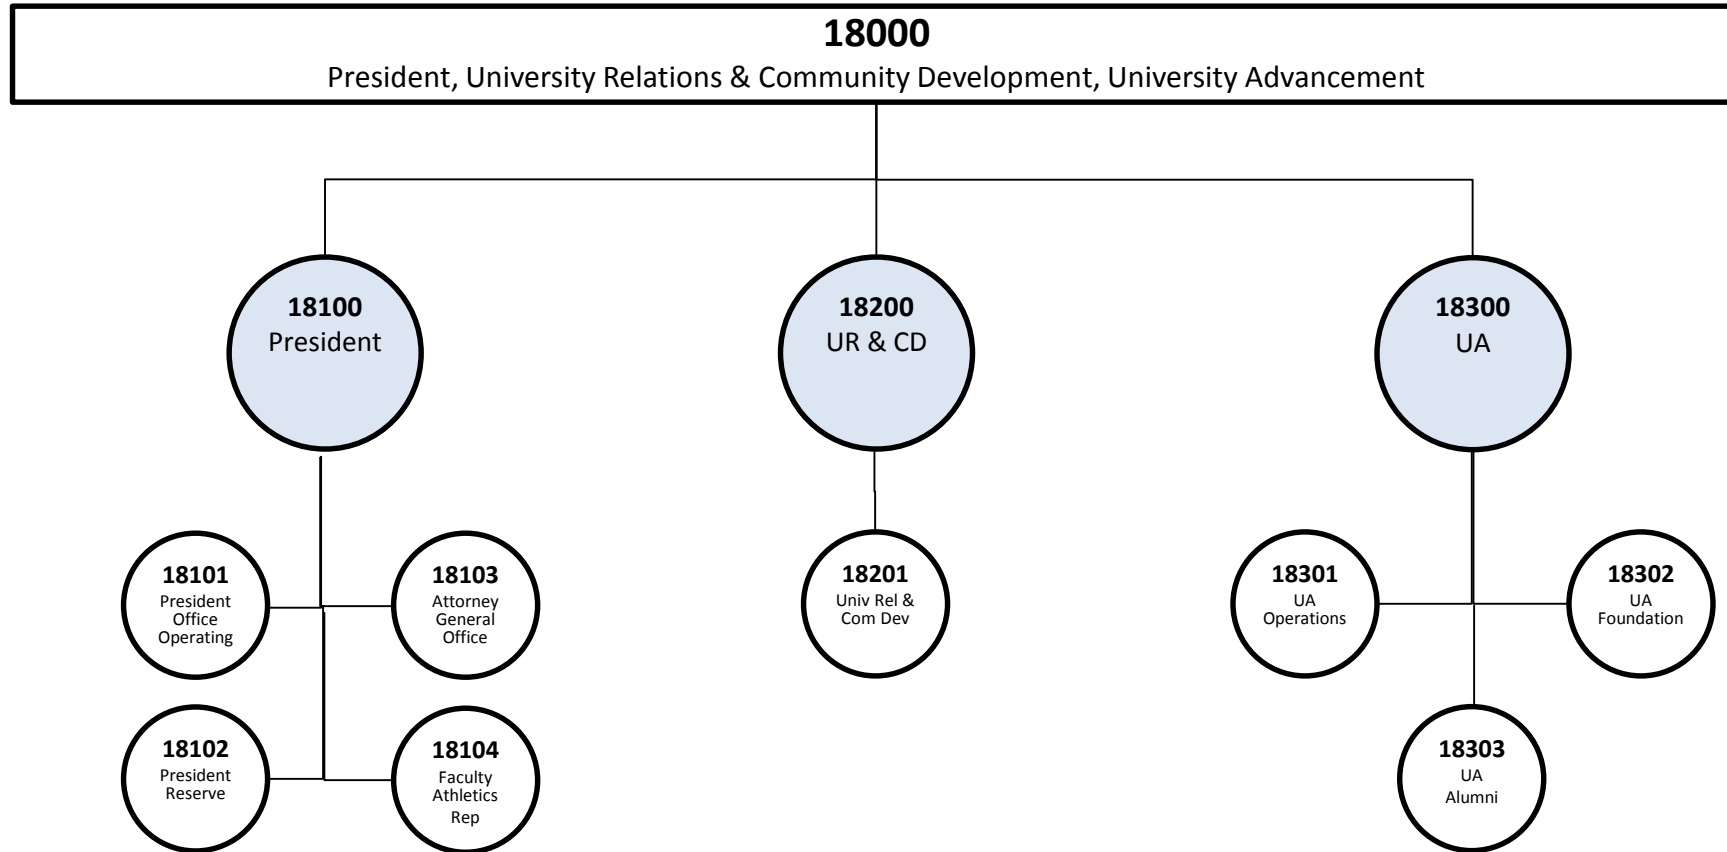 18000
President, University Relations & Community Development, University Advancement
18100
President
18200
UR & CD
18300
UA
18101
President
Office
Operating
18103
Attorney
General
Office
18201
Univ Rel &
Com Dev
18301
UA
Operations
18302
UA
Foundation
18102
President
Reserve
18104
Faculty
Athletics
Rep
18303
UA
Alumni